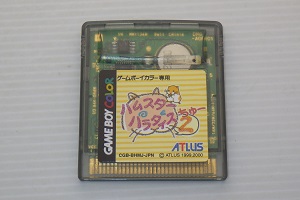 ゲームボーイカラー専用
GAME BOY COLOR
ハムスター
パラダイス
ちゅー
2
ATLUS
CGB-BHMJ-JPN
© ATLUS 1999,2000